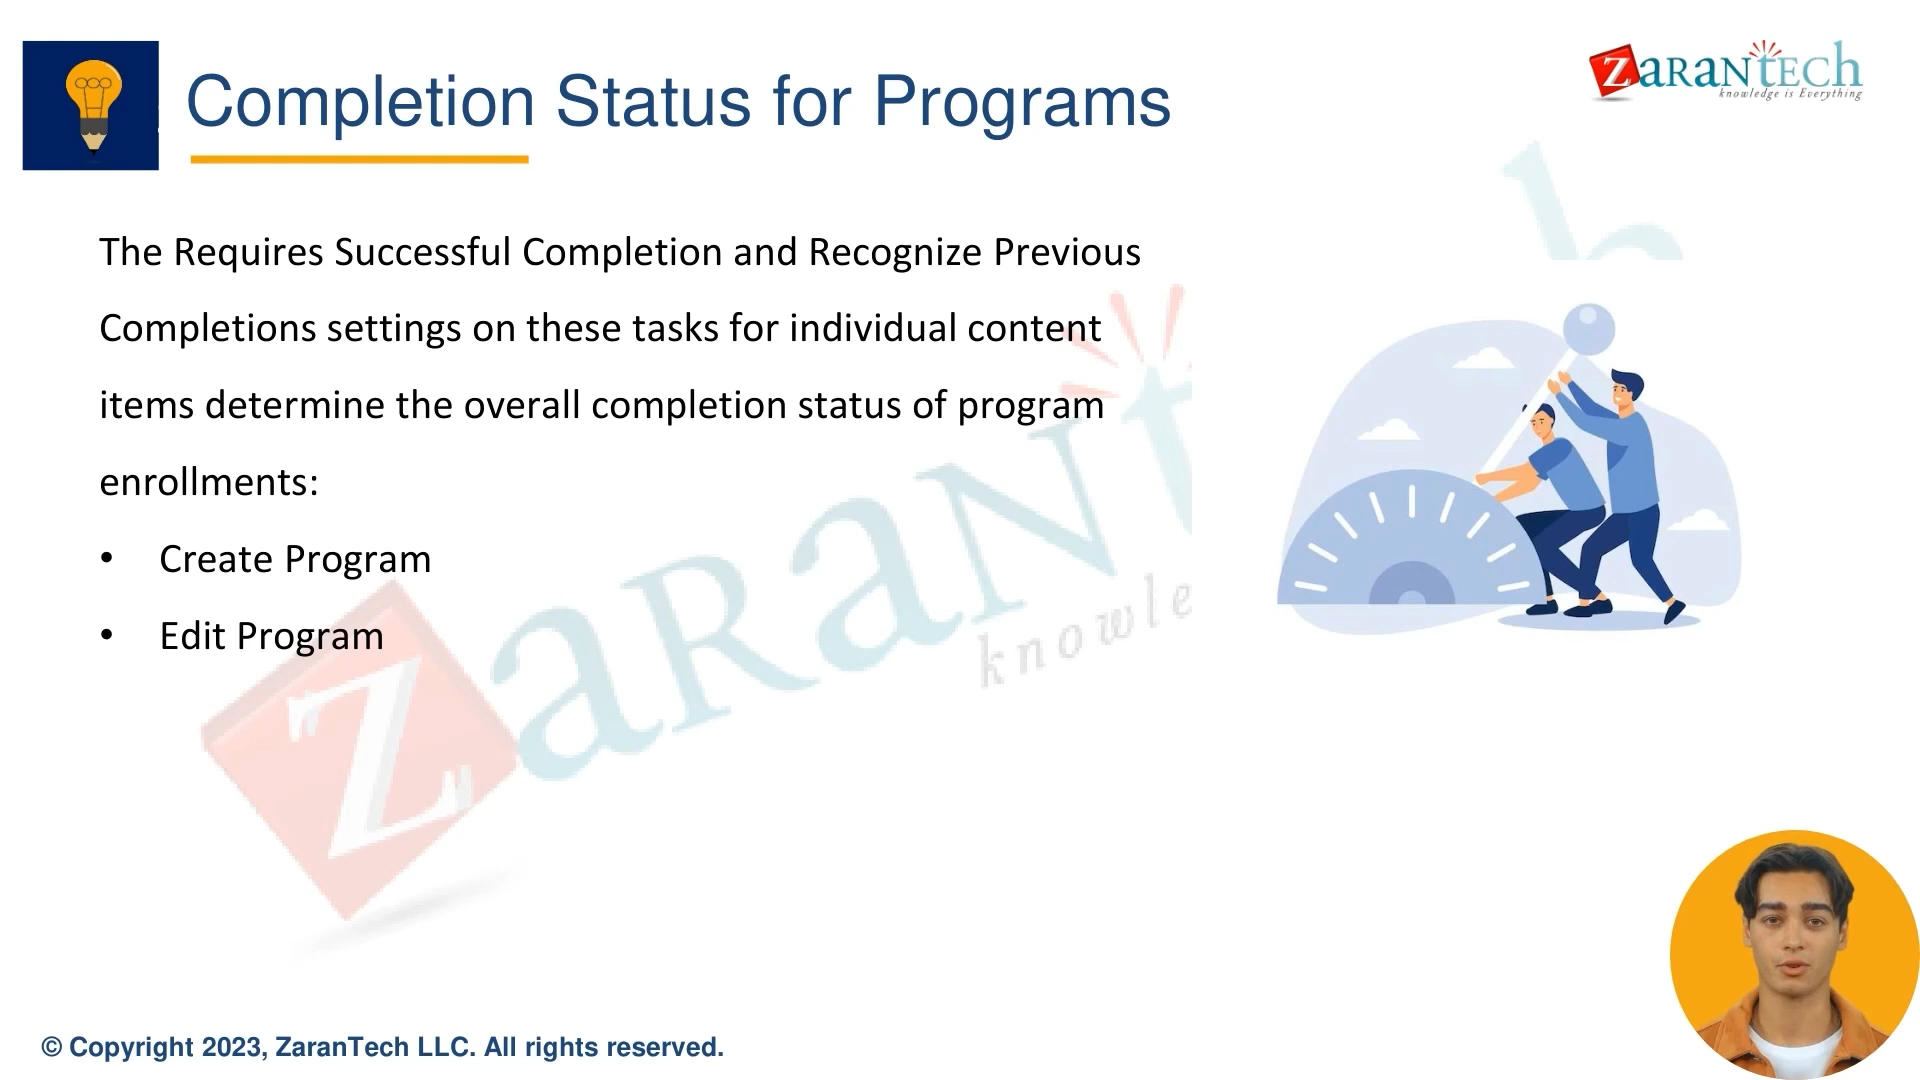 Completion Status for Programs
ZaranTech
knowledge is Everything
The Requires Successful Completion and Recognize Previous
Completions settings on these tasks for individual content
items determine the overall completion status of program
enrollments:
• Create Program
• Edit Program
ZaraNT
knowle
© Copyright 2023, ZaranTech LLC. All rights reserved.